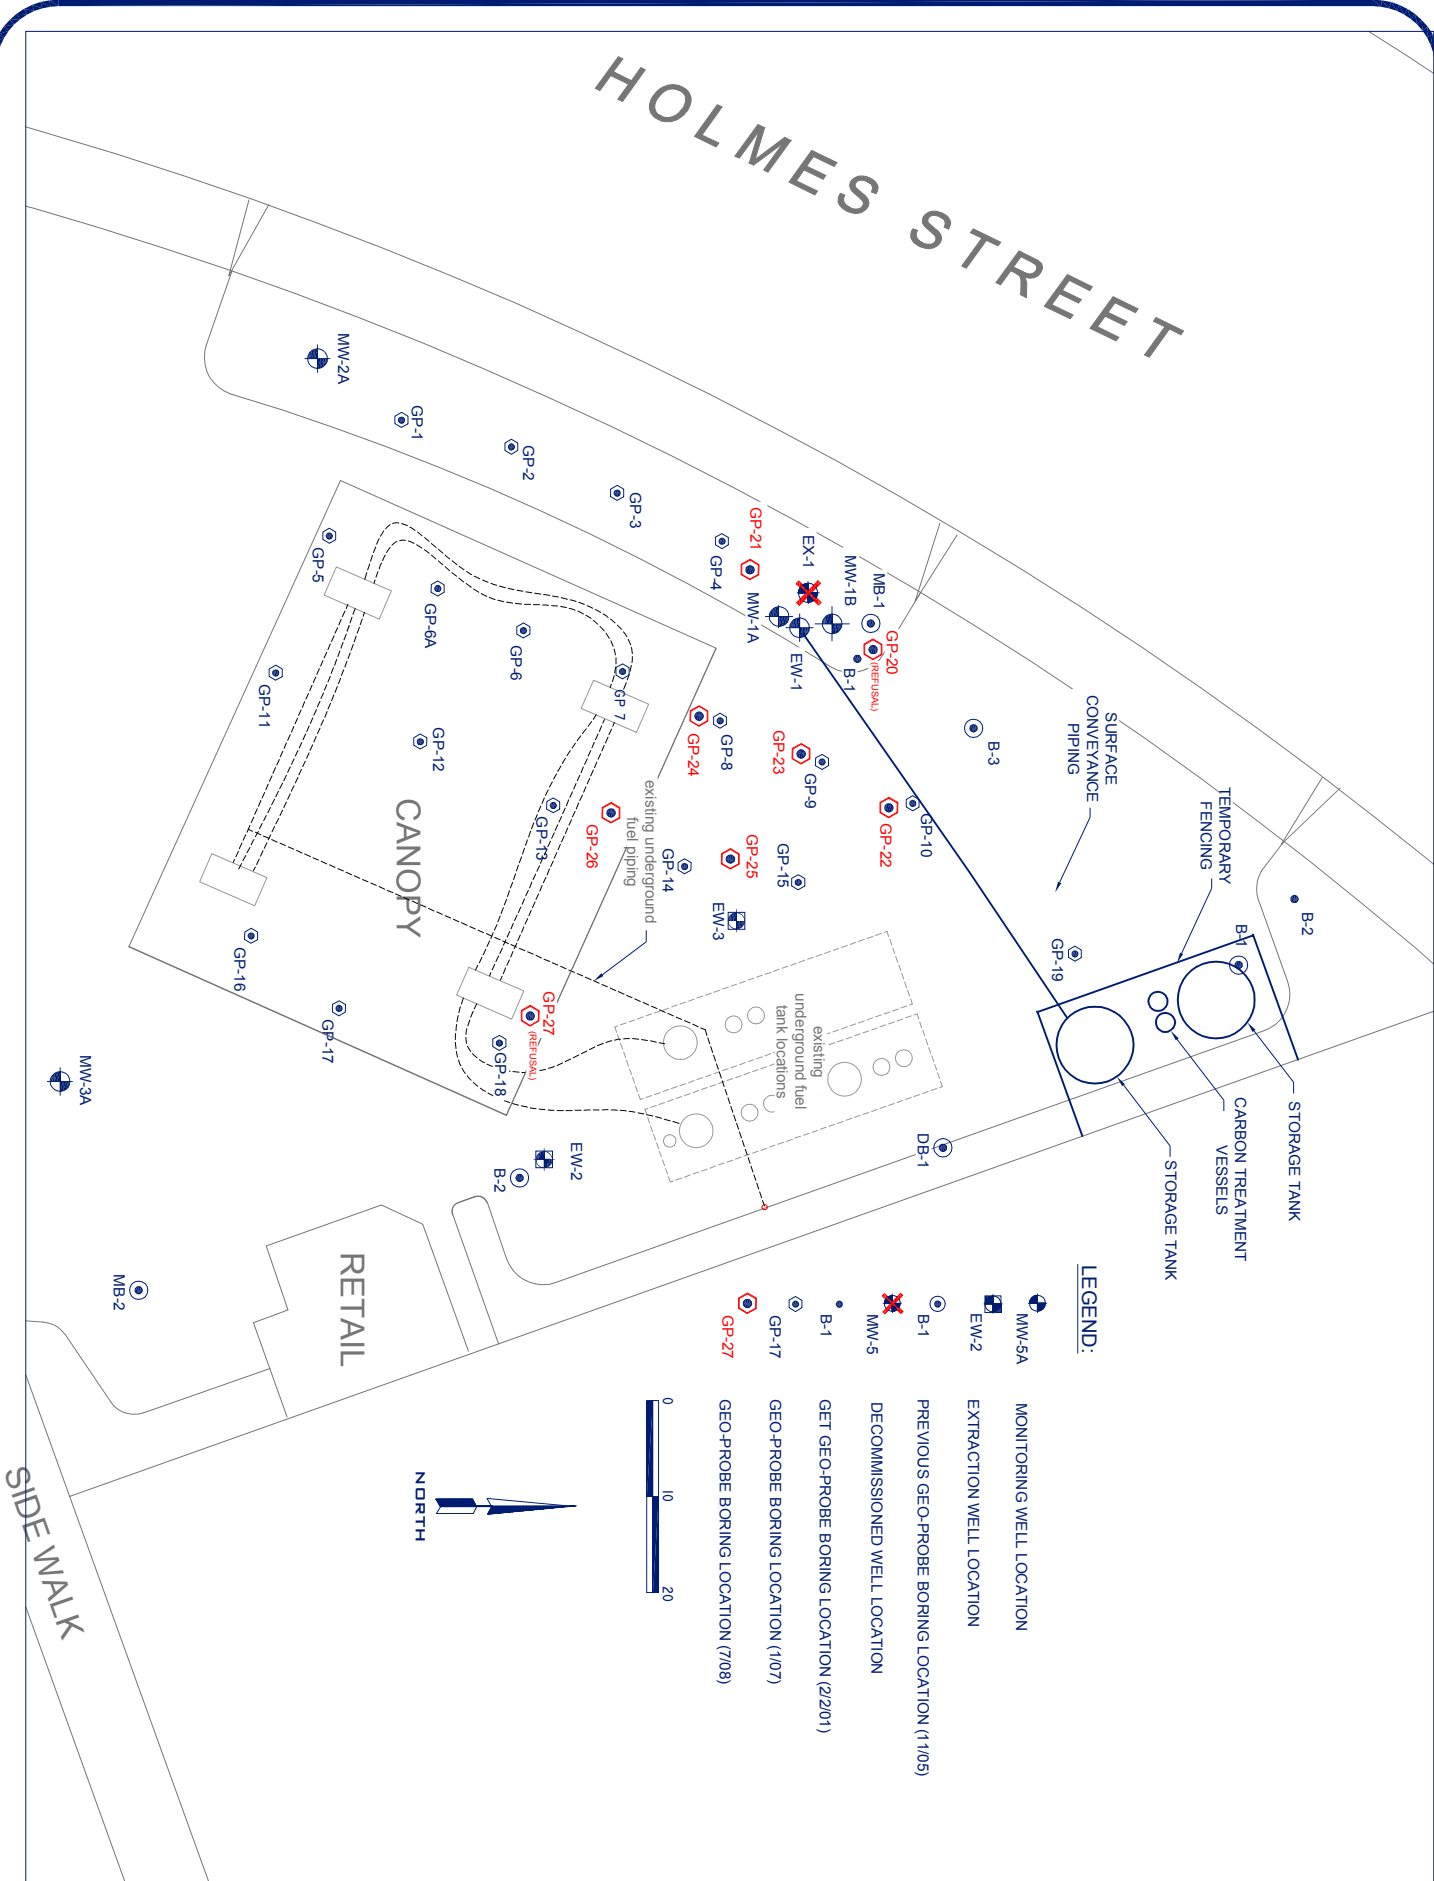 HOLMES STREET
MW-2A
GP-1
GP-2
GP-3
GP-4
GP-21
EX-1
MW-1B
MB-1
GP-20
(REFUSAL)
MW-1A
EW-1
B-1
B-3
SURFACE
CONVEYANCE
PIPING
TEMPORARY
FENCING
B-2
B-1
GP-19
GP-5
GP-6A
GP-6
GP 7
GP-8
GP-24
GP-23
GP-9
GP-10
GP-22
GP-11
GP-12
GP-13
GP-26
GP-14
GP-25
GP-15
EW-3
existing underground
fuel piping
CANOPY
GP-16
GP-17
GP-27
(REFUSAL)
GP-18
existing
underground fuel
tank locations
MW-3A
EW-2
B-2
DB-1
STORAGE TANK
CARBON TREATMENT
VESSELS
STORAGE TANK
MB-2
RETAIL
SIDE WALK
LEGEND:
MW-5A MONITORING WELL LOCATION
EW-2 EXTRACTION WELL LOCATION
B-1 PREVIOUS GEO-PROBE BORING LOCATION (11/05)
MW-5 DECOMMISSIONED WELL LOCATION
B-1 GET GEO-PROBE BORING LOCATION (2/2/01)
GP-17 GEO-PROBE BORING LOCATION (1/07)
GP-27 GEO-PROBE BORING LOCATION (7/08)
0 10 20
NORTH